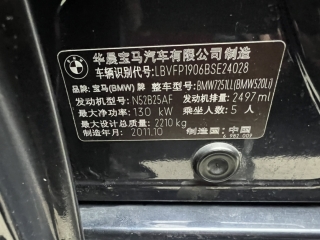 华晨宝马汽车有限公司 制造
车辆识别代号: LBVFP1906BSE24028
品牌: 宝马(BMW) 牌 整车型号: BMW7251LL(BMW520Li)
发动机型号: N52B25AF 发动机排量: 2497 ml
最大净功率: 130 kW 乘坐人数: 5 人
最大设计总质量: 2210 kg
制造年月: 2011.10 制造国: 中国